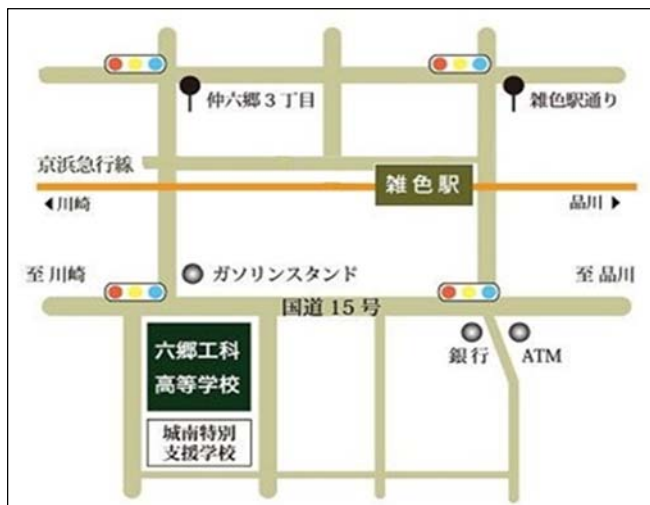 仲六郷3丁目
雑色駅通り
京浜急行線
雑色駅
◀川崎
品川▶
至 川崎
ガソリンスタンド
至 品川
国道 15 号
六郷工科
高等学校
銀行
ATM
城南特別
支援学校